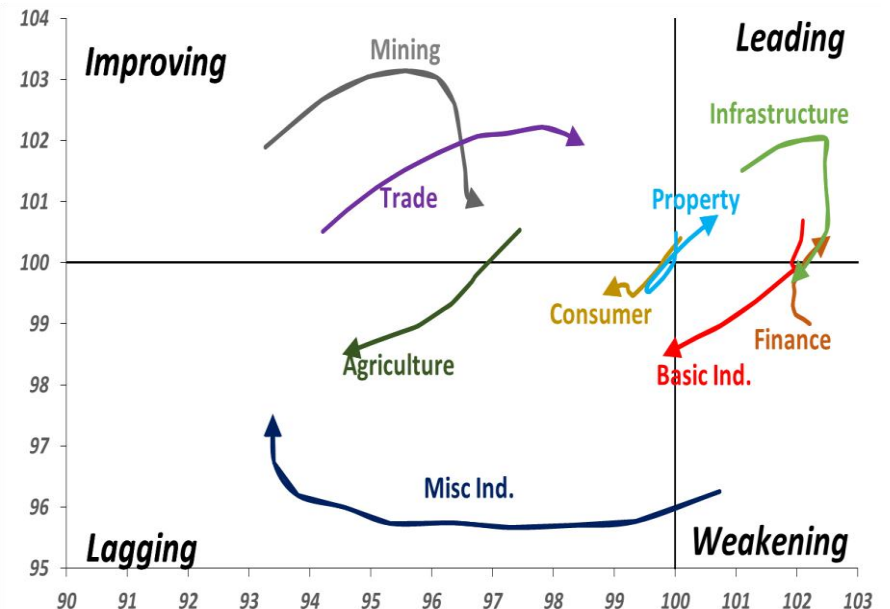 104
103
102
101
100
99
98
97
96
95
Improving
Mining
Leading
Infrastructure
Trade
Property
Consumer
Finance
Agriculture
Basic Ind.
Misc Ind.
Lagging
Weakening
90 91 92 93 94 95 96 97 98 99 100 101 102 103